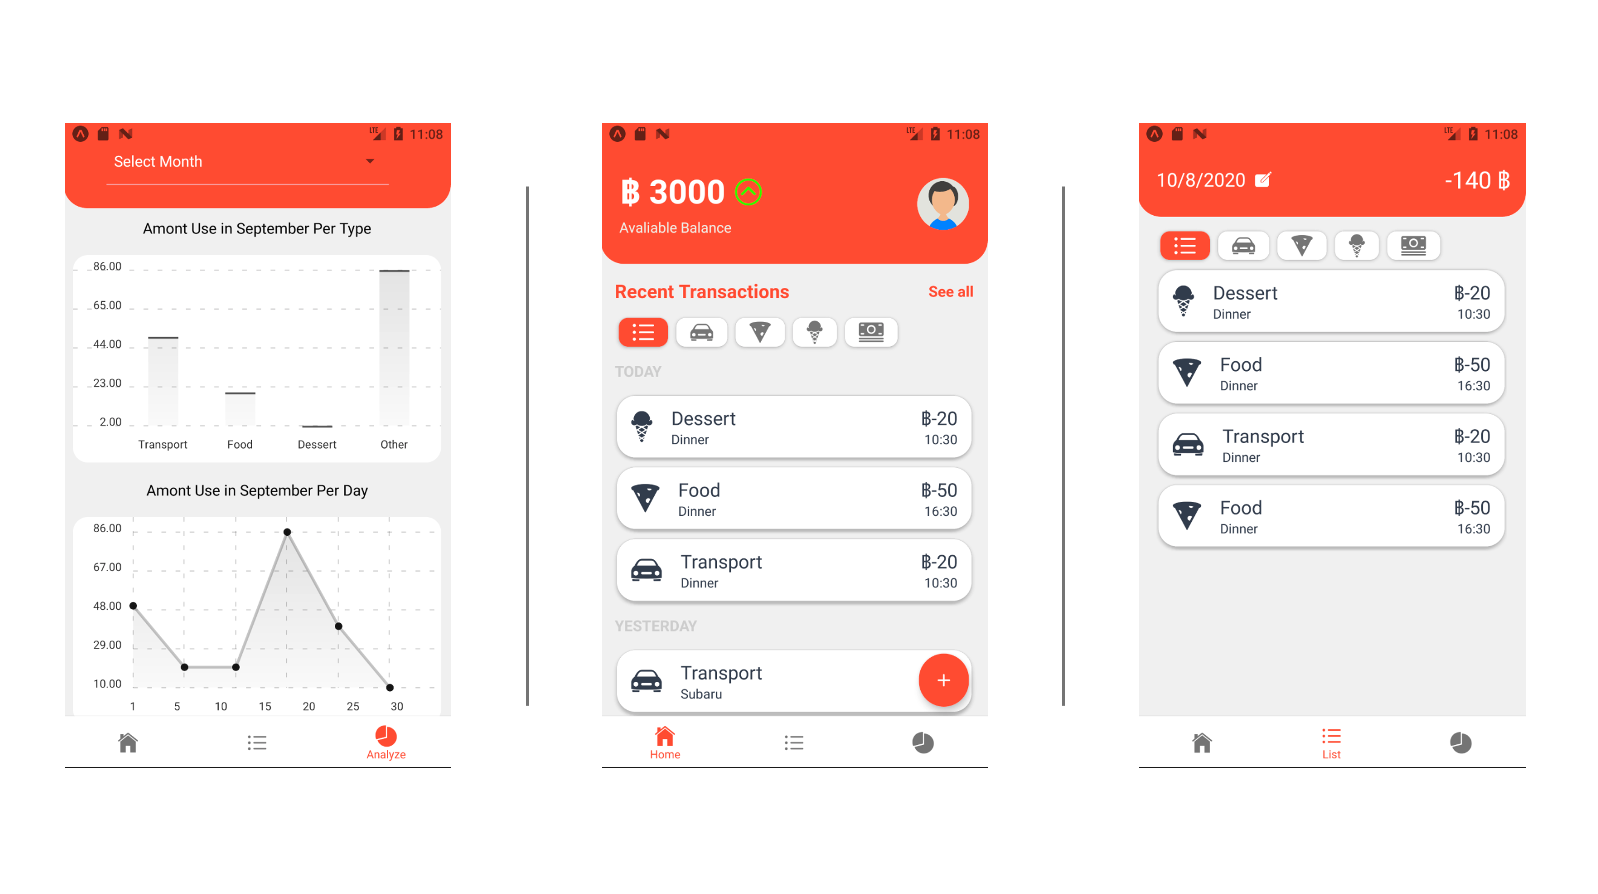 LTE 11:08
Select Month
Amont Use in September Per Type
86.00
65.00
44.00
23.00
2.00
Transport Food Dessert Other
Amont Use in September Per Day
86.00
67.00
48.00
29.00
10.00
1 5 10 15 20 25 30
Analyze
LTE 11:08
฿ 3000
Avaliable Balance
Recent Transactions See all
TODAY
Dessert ฿-20
Dinner 10:30
Food ฿-50
Dinner 16:30
Transport ฿-20
Dinner 10:30
YESTERDAY
Transport
Subaru +
Home
LTE 11:08
10/8/2020 -140 ฿
Dessert ฿-20
Dinner 10:30
Food ฿-50
Dinner 16:30
Transport ฿-20
Dinner 10:30
Food ฿-50
Dinner 16:30
List